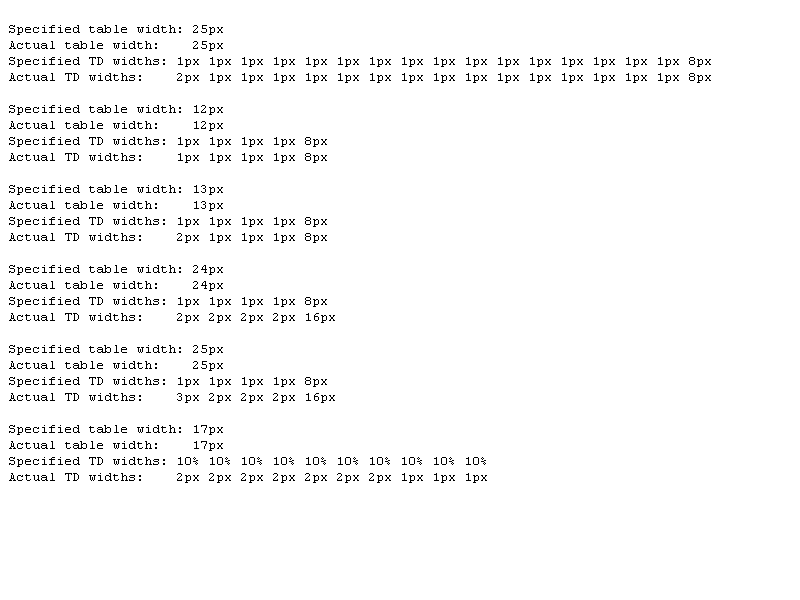 Specified table width: 25px
Actual table width:    25px
Specified TD widths: 1px 1px 1px 1px 1px 1px 1px 1px 1px 1px 1px 1px 1px 1px 1px 1px 8px
Actual TD widths:    2px 1px 1px 1px 1px 1px 1px 1px 1px 1px 1px 1px 1px 1px 1px 1px 8px
Specified table width: 12px
Actual table width:    12px
Specified TD widths: 1px 1px 1px 1px 8px
Actual TD widths:    1px 1px 1px 1px 8px
Specified table width: 13px
Actual table width:    13px
Specified TD widths: 1px 1px 1px 1px 8px
Actual TD widths:    2px 1px 1px 1px 8px
Specified table width: 24px
Actual table width:    24px
Specified TD widths: 1px 1px 1px 1px 8px
Actual TD widths:    2px 2px 2px 2px 16px
Specified table width: 25px
Actual table width:    25px
Specified TD widths: 1px 1px 1px 1px 8px
Actual TD widths:    3px 2px 2px 2px 16px
Specified table width: 17px
Actual table width:    17px
Specified TD widths: 10% 10% 10% 10% 10% 10% 10% 10% 10% 10%
Actual TD widths:    2px 2px 2px 2px 2px 2px 2px 1px 1px 1px